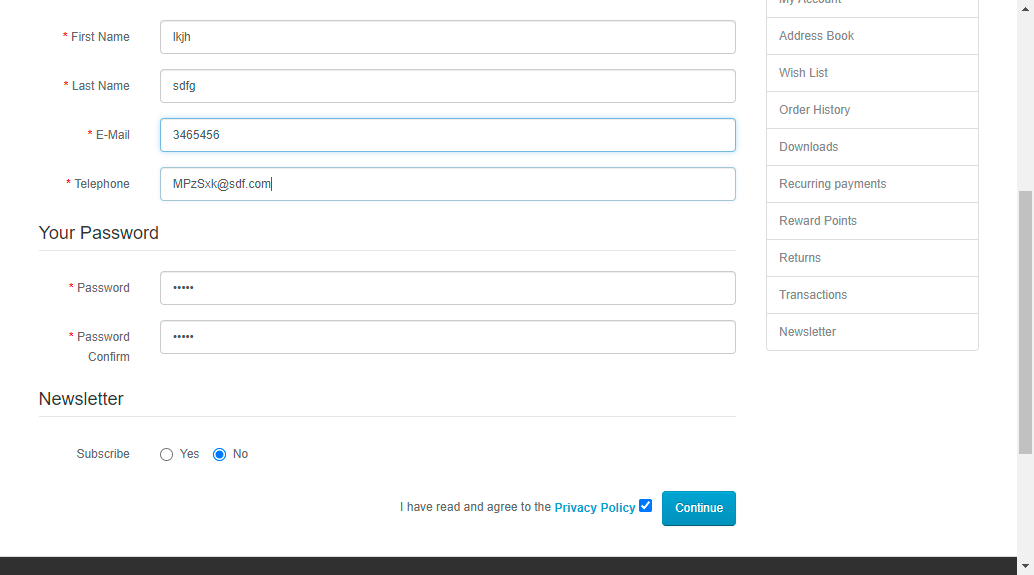 My Account
* First Name
lkjh
* Last Name
sdfg
* E-Mail
3465456
* Telephone
MPzSxk@sdf.com
Your Password
* Password
•••••
* Password
Confirm
•••••
Newsletter
Subscribe
Yes
No
I have read and agree to the Privacy Policy
Continue
Address Book
Wish List
Order History
Downloads
Recurring payments
Reward Points
Returns
Transactions
Newsletter